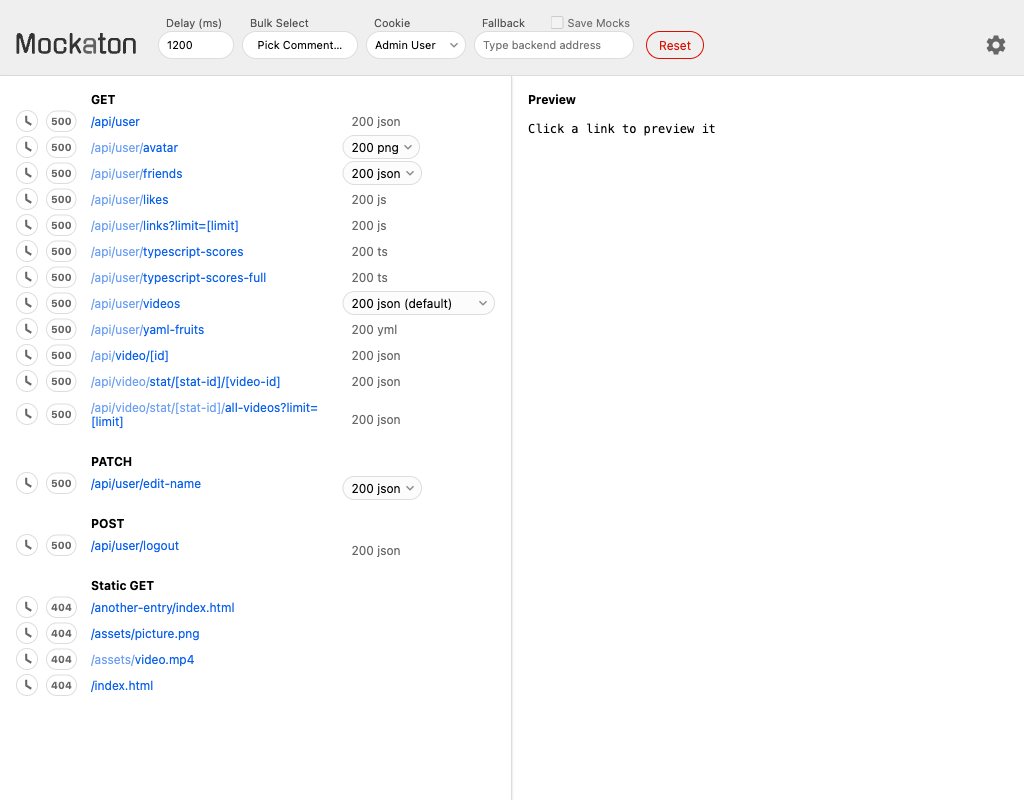 Mockaton
Delay (ms)
1200
Bulk Select
Pick Comment...
Cookie
Admin User
Fallback
Save Mocks
Type backend address
Reset
GET
500 /api/user 200 json
500 /api/user/avatar 200 png
500 /api/user/friends 200 json
500 /api/user/likes 200 js
500 /api/user/links?limit=[limit] 200 js
500 /api/user/typescript-scores 200 ts
500 /api/user/typescript-scores-full 200 ts
500 /api/user/videos 200 json (default)
500 /api/user/yaml-fruits 200 yml
500 /api/video/[id] 200 json
500 /api/video/stat/[stat-id]/[video-id] 200 json
500 /api/video/stat/[stat-id]/all-videos?limit=
[limit] 200 json
PATCH
500 /api/user/edit-name 200 json
POST
500 /api/user/logout 200 json
Static GET
404 /another-entry/index.html
404 /assets/picture.png
404 /assets/video.mp4
404 /index.html
Preview
Click a link to preview it